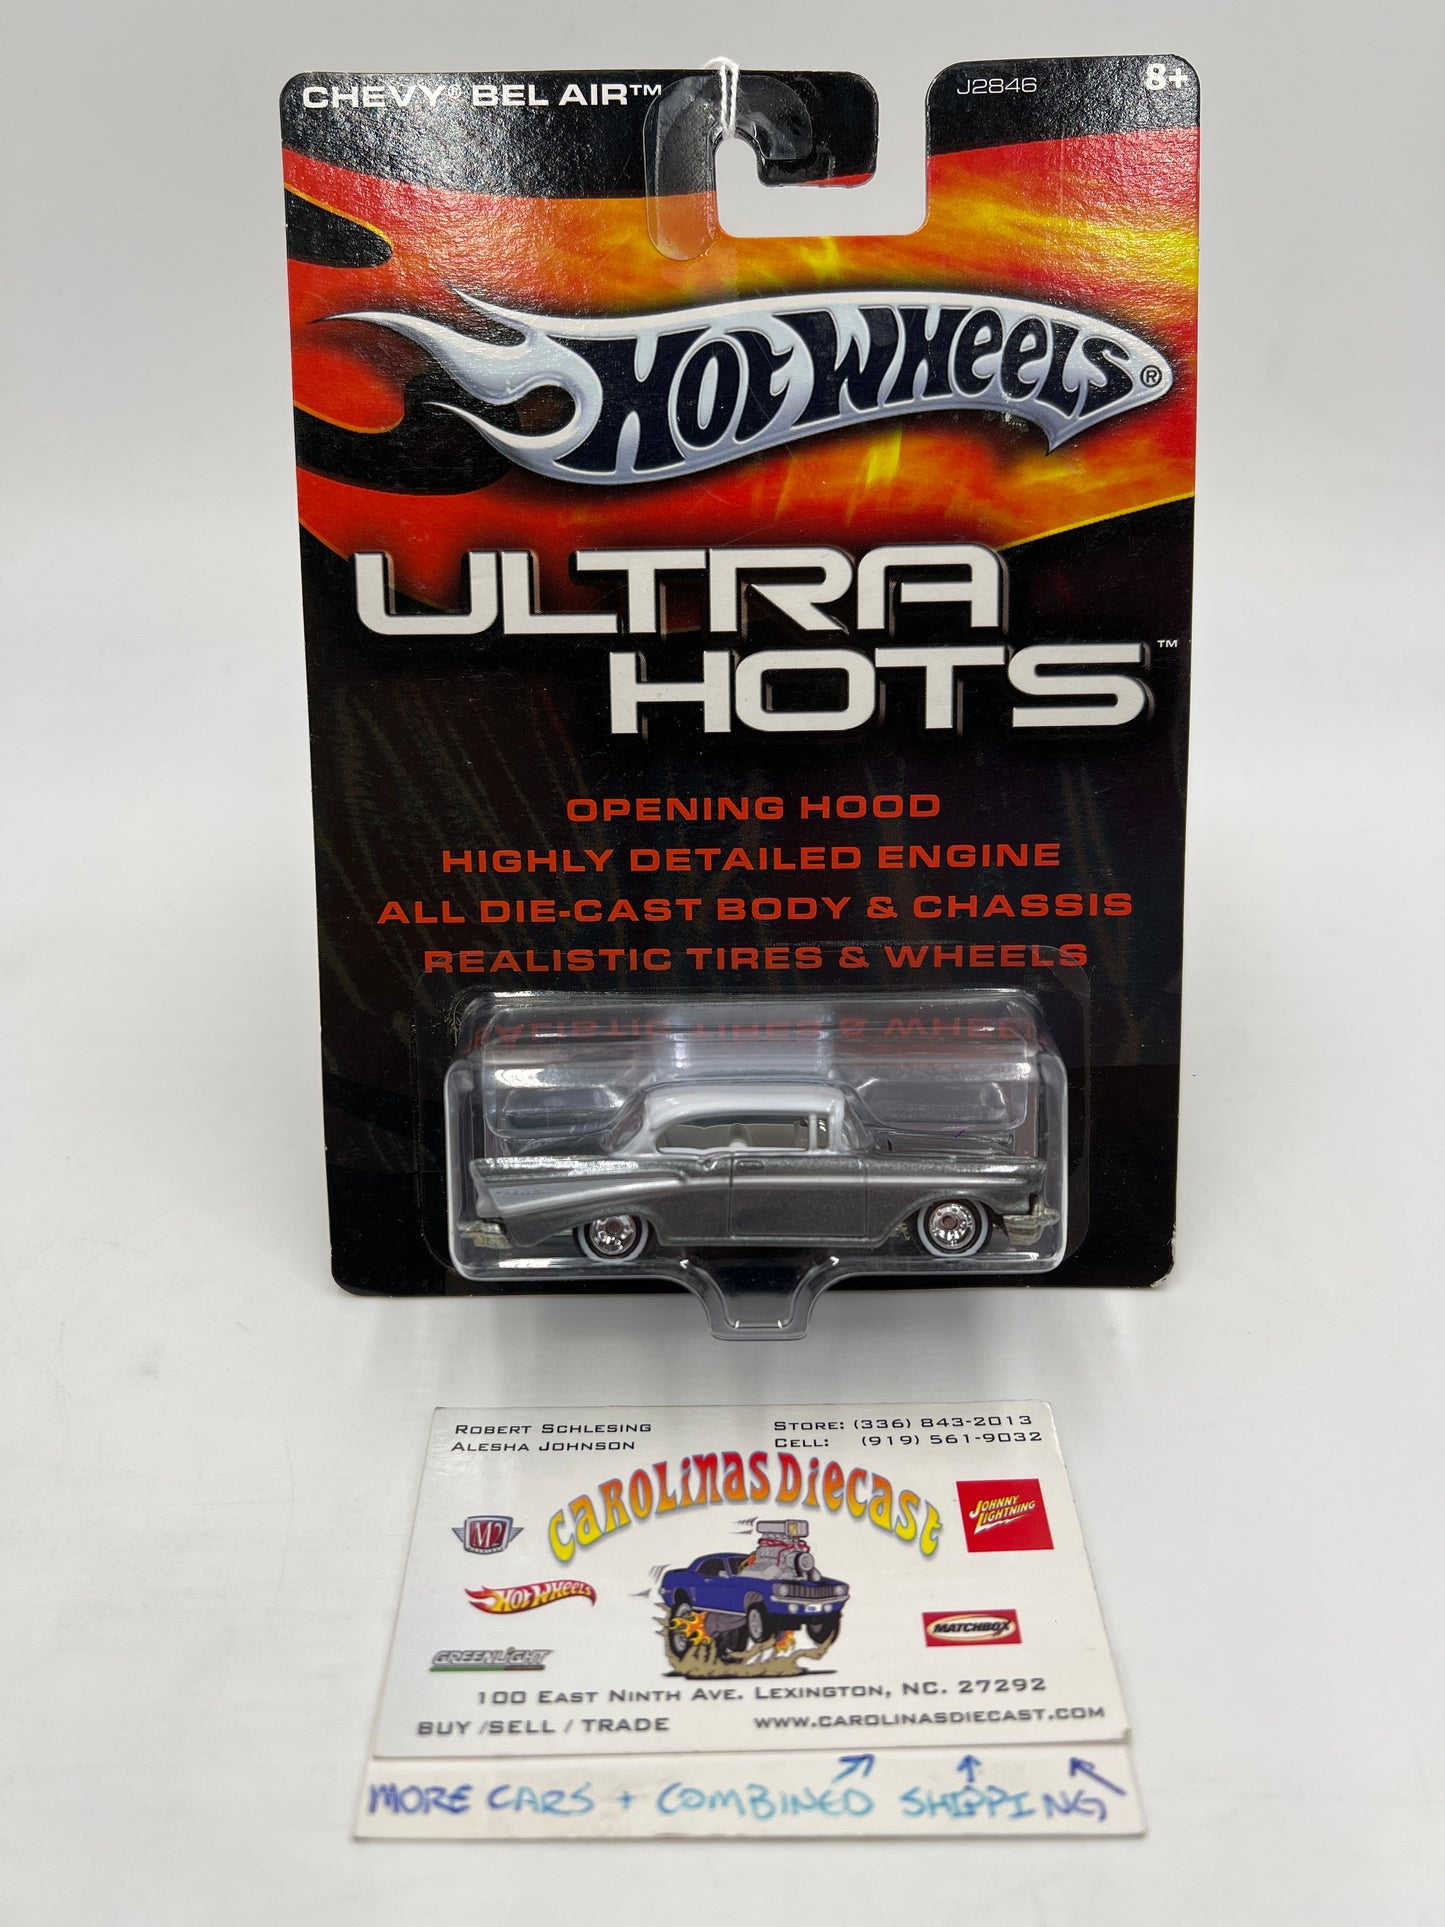 CHEVY® BEL AIR™
J2846
8+
HOT WHEELS®
ULTRA
HOTS™
OPENING HOOD
HIGHLY DETAILED ENGINE
ALL DIE-CAST BODY & CHASSIS
REALISTIC TIRES & WHEELS
ROBERT SCHLESING
ALESHA JOHNSON
STORE: (336) 843-2013
CELL: (919) 561-9032
CAROLINAS DIECAST
M2
JOHNNY LIGHTNING
HOT WHEELS
MATCHBOX
GREENLIGHT
100 EAST NINTH AVE. LEXINGTON, NC. 27292
BUY /SELL / TRADE
WWW.CAROLINASDIECAST.COM
MORE CARS + COMBINED SHIPPING